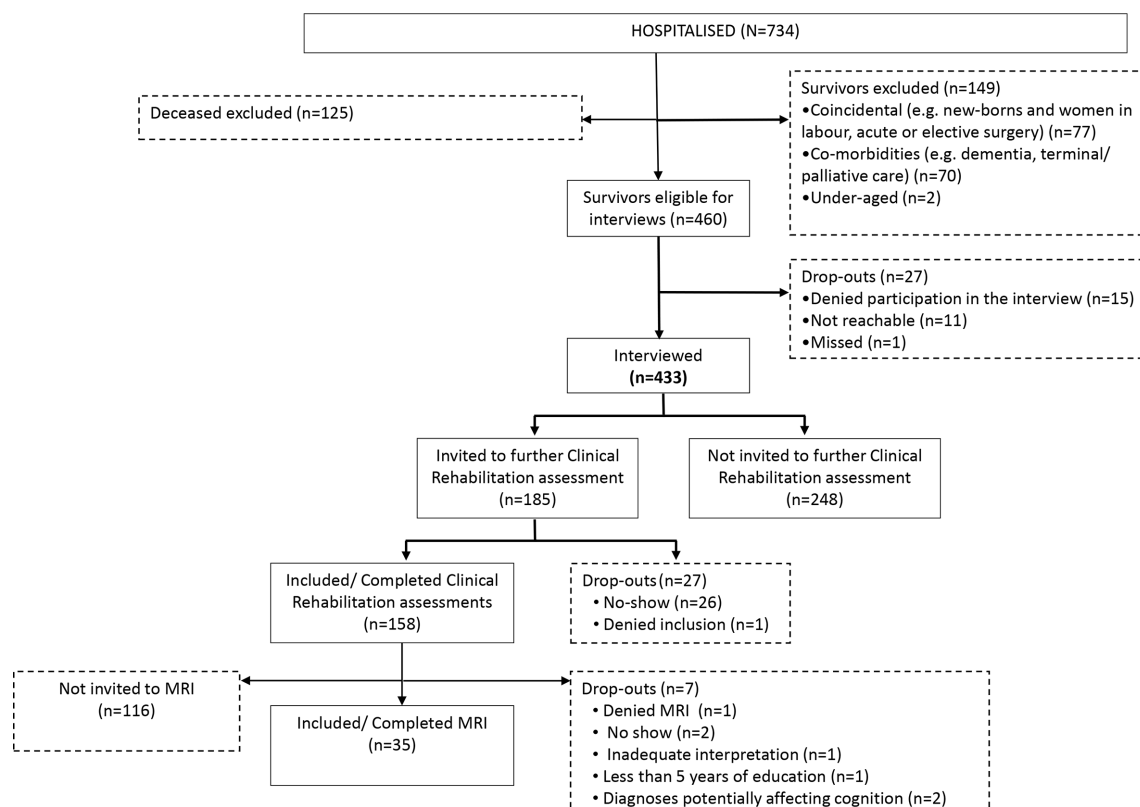 HOSPITALISED (N=734)
Deceased excluded (n=125)
Survivors excluded (n=149)
•Coincidental (e.g. new-borns and women in
labour, acute or elective surgery) (n=77)
•Co-morbidities (e.g. dementia, terminal/
palliative care) (n=70)
•Under-aged (n=2)
Survivors eligible for
interviews (n=460)
Drop-outs (n=27)
•Denied participation in the interview (n=15)
•Not reachable (n=11)
•Missed (n=1)
Interviewed
(n=433)
Invited to further Clinical
Rehabilitation assessment
(n=185)
Not invited to further Clinical
Rehabilitation assessment
(n=248)
Included/ Completed Clinical
Rehabilitation assessments
(n=158)
Drop-outs (n=27)
• No-show (n=26)
• Denied inclusion (n=1)
Not invited to MRI
(n=116)
Included/ Completed MRI
(n=35)
Drop-outs (n=7)
• Denied MRI (n=1)
• No show (n=2)
• Inadequate interpretation (n=1)
• Less than 5 years of education (n=1)
• Diagnoses potentially affecting cognition (n=2)